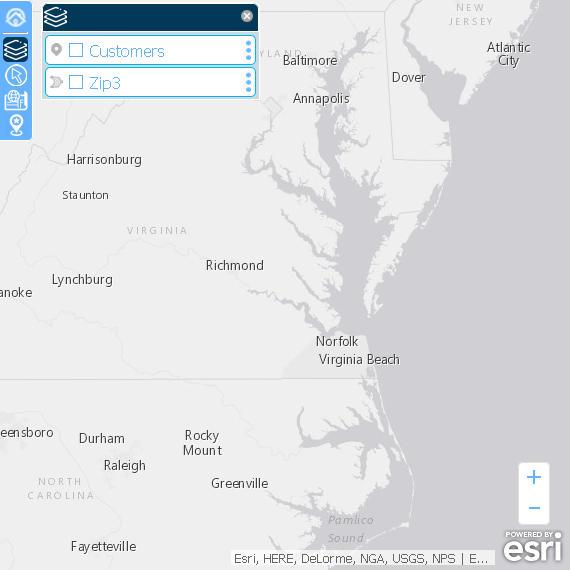 Customers
Zip3
NEW
JERSEY
YLAND
Baltimore
Atlantic
City
Dover
Annapolis
Harrisonburg
Staunton
VIRGINIA
Richmond
Lynchburg
anoke
Norfolk
Virginia Beach
eensboro
Durham
Rocky
Mount
Raleigh
NORTH
CAROLINA
Greenville
Pamlico
Sound
Fayetteville
+
−
POWERED BY
esri
Esri, HERE, DeLorme, NGA, USGS, NPS | E...